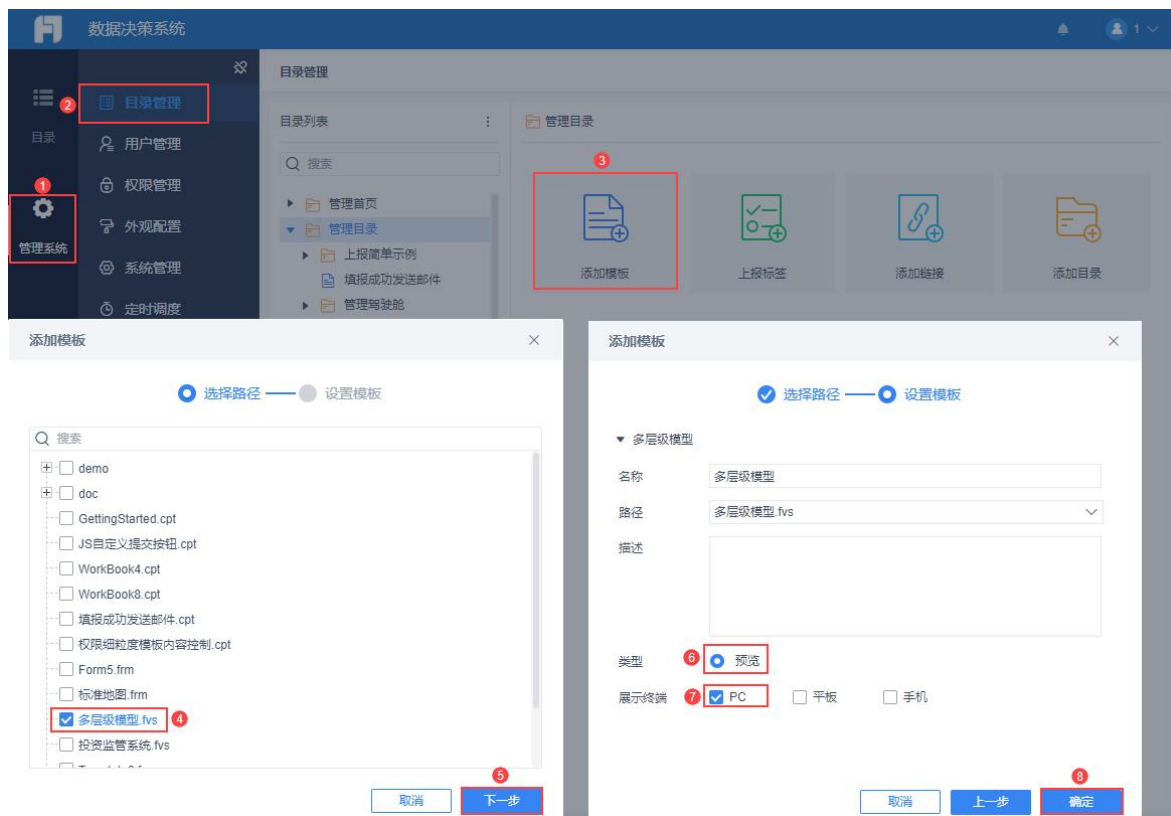 数据决策系统
1
目录管理
② 目录管理
目录
目录列表
管理目录
用户管理
搜索
③
① 权限管理
管理首页
管理系统
外观配置
管理目录
上报简单示例
系统管理
填报成功发送邮件
添加模板
上报标签
添加链接
添加目录
定时调度
管理驾驶舱
添加模板
选择路径
设置模板
搜索
demo
doc
GettingStarted.cpt
JS自定义提交按钮.cpt
WorkBook4.cpt
WorkBook8.cpt
填报成功发送邮件.cpt
权限细粒度模板内容控制.cpt
Form5.frm
标准地图.frm
多层级模型.fvs ④
投资监管系统.fvs
⑤
取消
下一步
添加模板
选择路径
设置模板
多层级模型
名称
多层级模型
路径
多层级模型.fvs
描述
类型 ⑥ 预览
展示终端 ⑦ PC 平板 手机
⑧
取消
上一步
确定